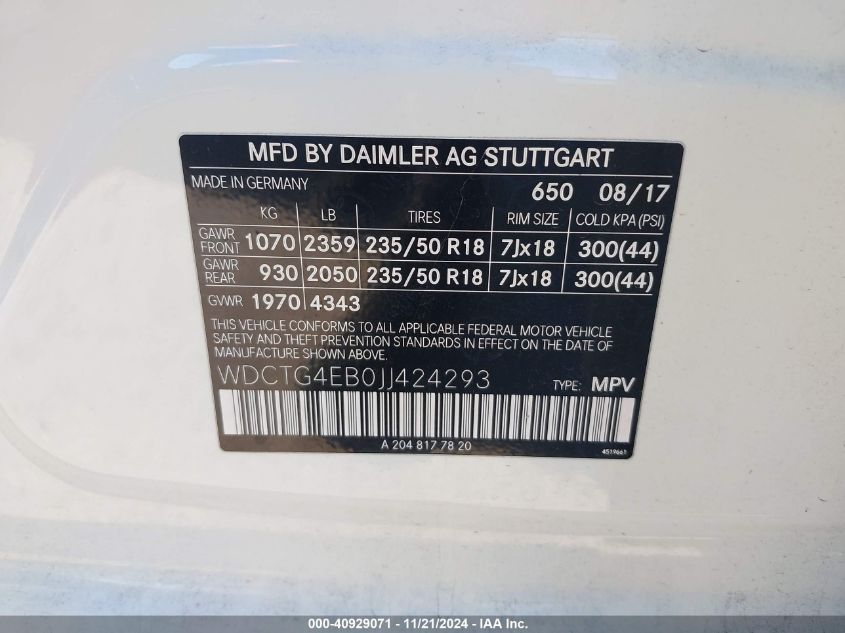 MFD BY DAIMLER AG STUTTGART
MADE IN GERMANY 650 08/17
KG LB TIRES RIM SIZE COLD KPA (PSI)
GAWR FRONT 1070 2359 235/50 R18 7Jx18 300(44)
GAWR REAR 930 2050 235/50 R18 7Jx18 300(44)
GVWR 1970 4343
THIS VEHICLE CONFORMS TO ALL APPLICABLE FEDERAL MOTOR VEHICLE
SAFETY AND THEFT PREVENTION STANDARDS IN EFFECT ON THE DATE OF
MANUFACTURE SHOWN ABOVE.
WDCTG4EB0JJ424293 TYPE: MPV
A 204 817 78 20
4519661
000-40929071 - 11/21/2024 - IAA Inc.